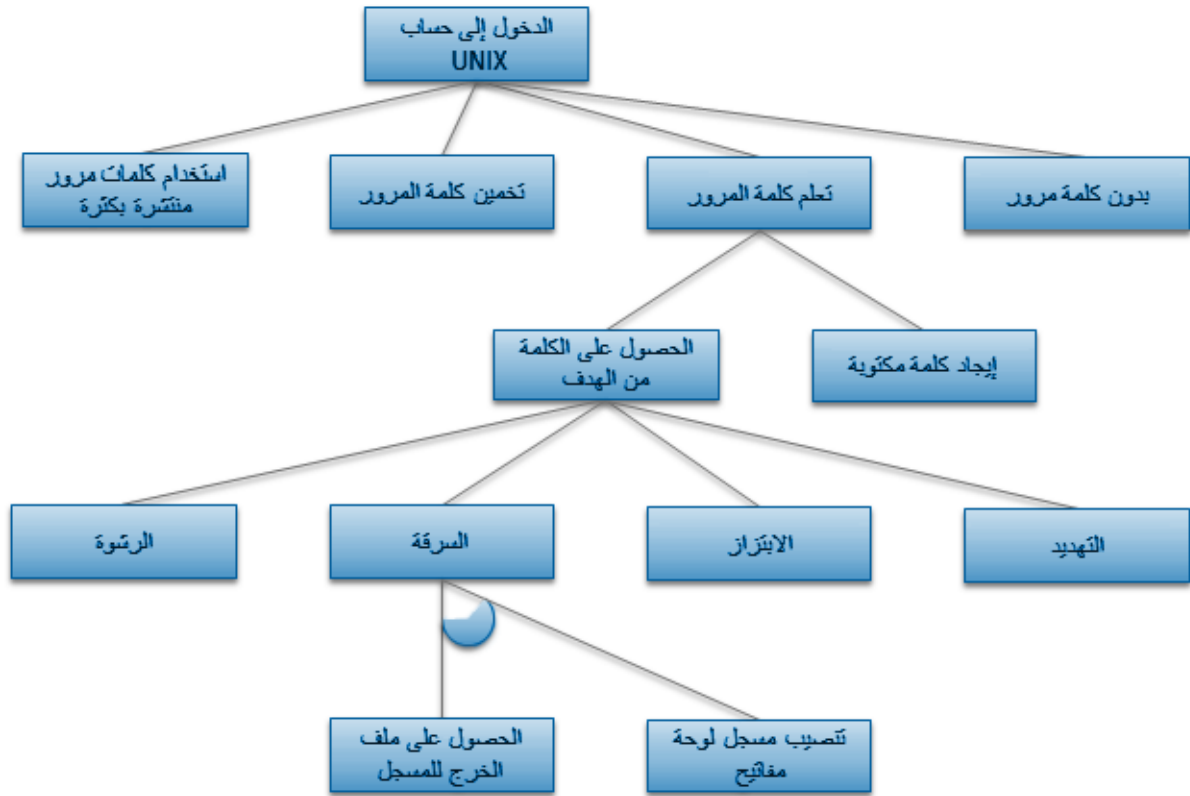 الدخول إلى حساب
UNIX
بدون كلمة مرور
تعلم كلمة المرور
تخمين كلمة المرور
استخدام كلمات مرور
منتشرة بكثرة
إيجاد كلمة مكتوبة
الحصول على الكلمة
من الهدف
التهديد
الابتزاز
السرقة
الرشوة
تنصيب مسجل لوحة
مفاتيح
الحصول على ملف
الخرج للمسجل